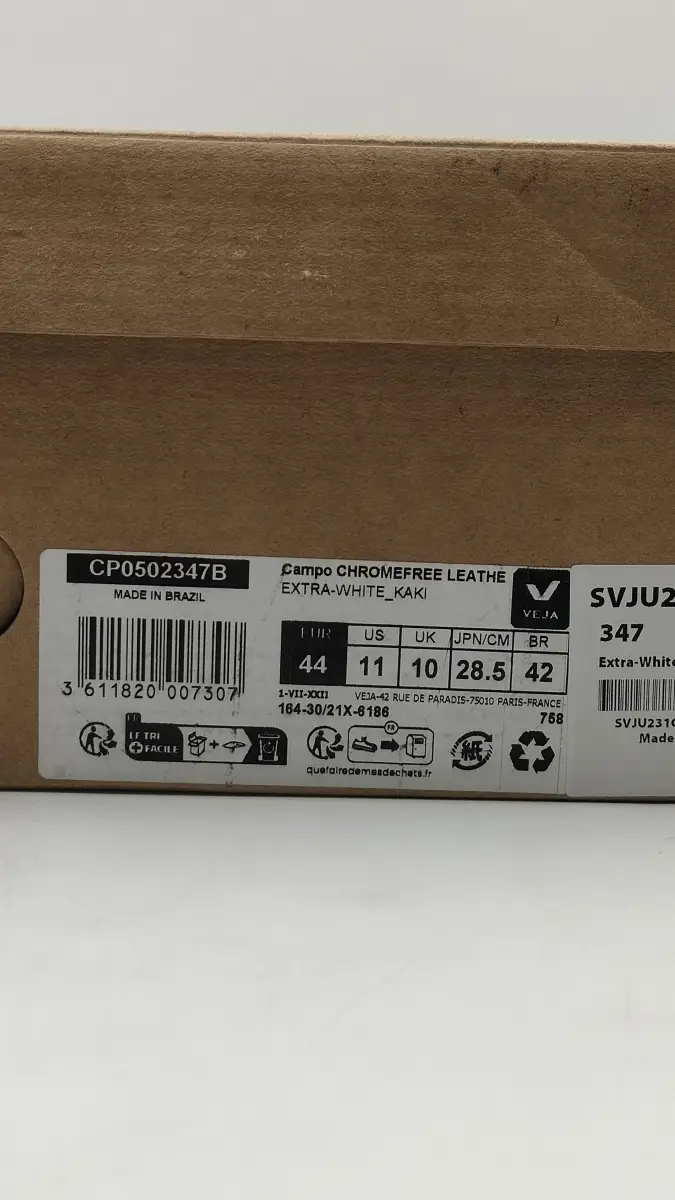 CP0502347B
MADE IN BRAZIL
3 611820 007307
Campo CHROMEFREE LEATHE
EXTRA-WHITE_KAKI
VEJA
EUR US UK JPN/CM BR
44 11 10 28.5 42
1-VII-XXII VEJA-42 RUE DE PARADIS-75010 PARIS-FRANCE
164-30/21X-6186 758
FR
LE TRI
+ FACILE
FR
quefairedemesdechets.fr
紙
SVJU2
347
Extra-White
SVJU231
Made